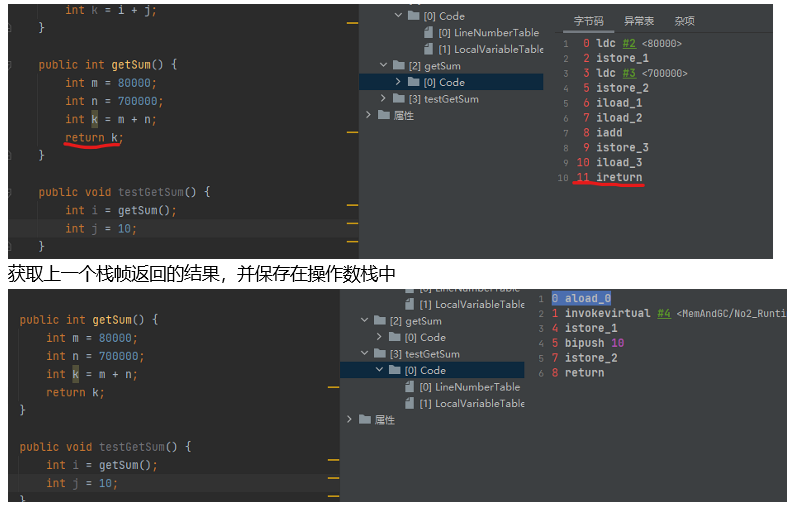 int k = i + j;
}
public int getSum() {
int m = 80000;
int n = 700000;
int k = m + n;
return k;
}
public void testGetSum() {
int i = getSum();
int j = 10;
}
[0] Code
[0] LineNumberTable
[1] LocalVariableTable
[2] getSum
[0] Code
[3] testGetSum
属性
字节码 异常表 杂项
1 0 ldc #2 <80000>
2 2 istore_1
3 3 ldc #3 <700000>
4 5 istore_2
5 6 iload_1
6 7 iload_2
7 8 iadd
8 9 istore_3
9 10 iload_3
10 11 ireturn
获取上一个栈帧返回的结果，并保存在操作数栈中
public int getSum() {
int m = 80000;
int n = 700000;
int k = m + n;
return k;
}
public void testGetSum() {
int i = getSum();
int j = 10;
}
[0] LineNumberTable
[1] LocalVariableTable
[2] getSum
[0] Code
[3] testGetSum
[0] Code
[0] LineNumberTable
[1] LocalVariableTable
属性
1 0 aload_0
2 1 invokevirtual #4 <MemAndGC/No2_Runti
3 4 istore_1
4 5 bipush 10
5 7 istore_2
6 8 return